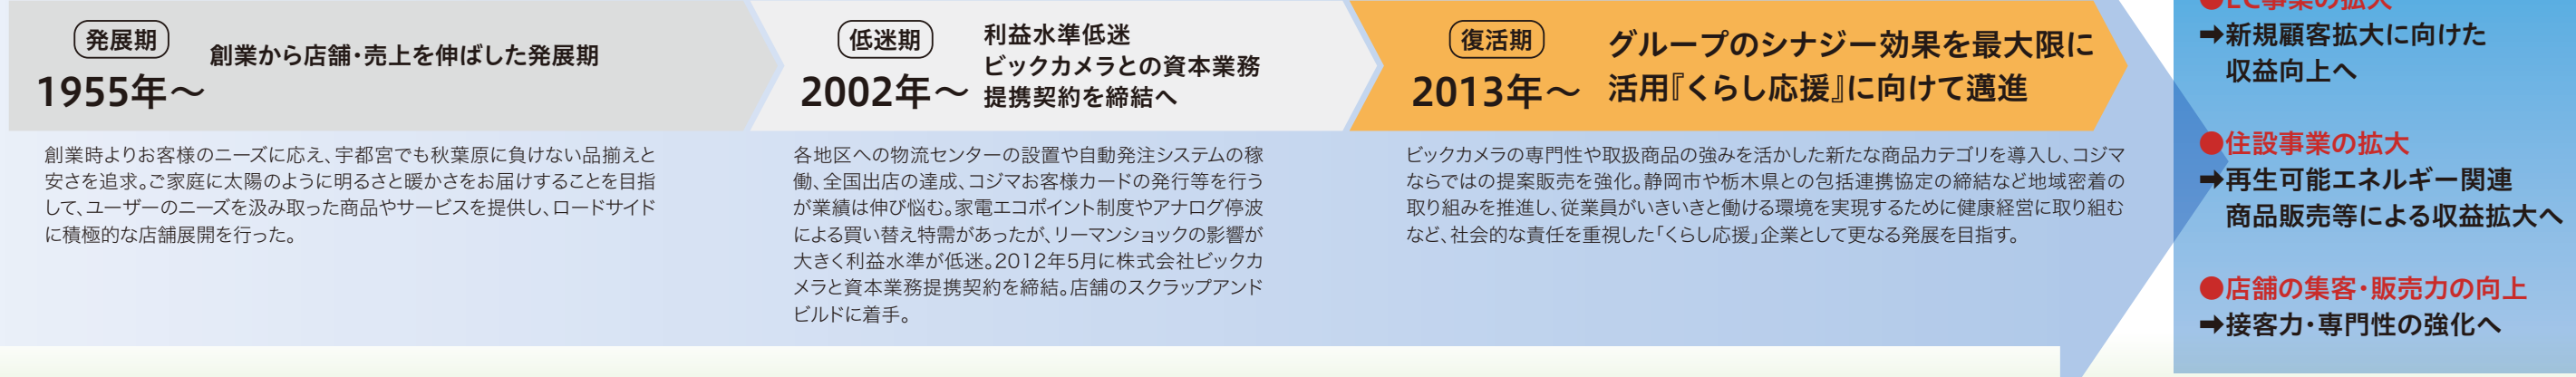 発展期
1955年～
創業から店舗・売上を伸ばした発展期
創業時よりお客様のニーズに応え、宇都宮でも秋葉原に負けない品揃えと
安さを追求。ご家庭に太陽のように明るさと暖かさをお届けすることを目指
して、ユーザーのニーズを汲み取った商品やサービスを提供し、ロードサイド
に積極的な店舗展開を行った。
低迷期
2002年～
利益水準低迷
ビックカメラとの資本業務
提携契約を締結へ
各地区への物流センターの設置や自動発注システムの稼
働、全国出店の達成、コジマお客様カードの発行等を行う
が業績は伸び悩む。家電エコポイント制度やアナログ停波
による買い替え特需があったが、リーマンショックの影響が
大きく利益水準が低迷。2012年5月に株式会社ビックカ
メラと資本業務提携契約を締結。店舗のスクラップアンド
ビルドに着手。
復活期
2013年～
グループのシナジー効果を最大限に
活用『くらし応援』に向けて邁進
ビックカメラの専門性や取扱商品の強みを活かした新たな商品カテゴリを導入し、コジマ
ならではの提案販売を強化。静岡市や栃木県との包括連携協定の締結など地域密着の
取り組みを推進し、従業員がいきいきと働ける環境を実現するために健康経営に取り組む
など、社会的な責任を重視した「くらし応援」企業として更なる発展を目指す。
●EC事業の拡大
➡新規顧客拡大に向けた
収益向上へ
●住設事業の拡大
➡再生可能エネルギー関連
商品販売等による収益拡大へ
●店舗の集客・販売力の向上
➡接客力・専門性の強化へ